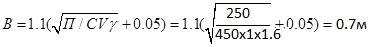 B = 1.1(√П / CVγ + 0.05) = 1.1(√250/450x1x1.6 + 0.05) = 0.7м